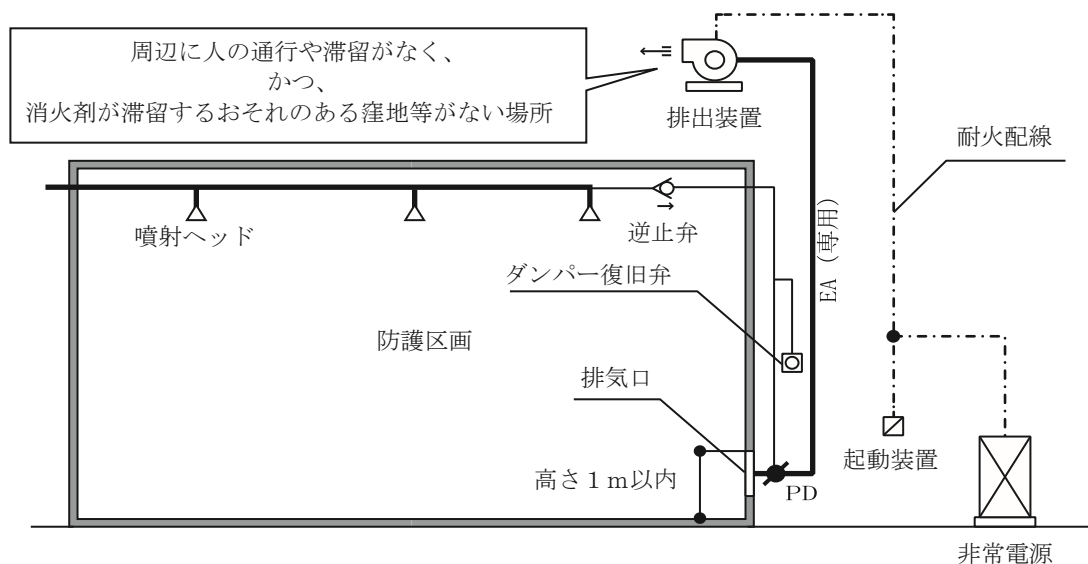 周辺に人の通行や滞留がなく、
かつ、
消火剤が滞留するおそれのある窪地等がない場所
排出装置
耐火配線
噴射ヘッド
逆止弁
EA（専用）
ダンパー復旧弁
防護区画
排気口
起動装置
高さ１ｍ以内
PD
非常電源